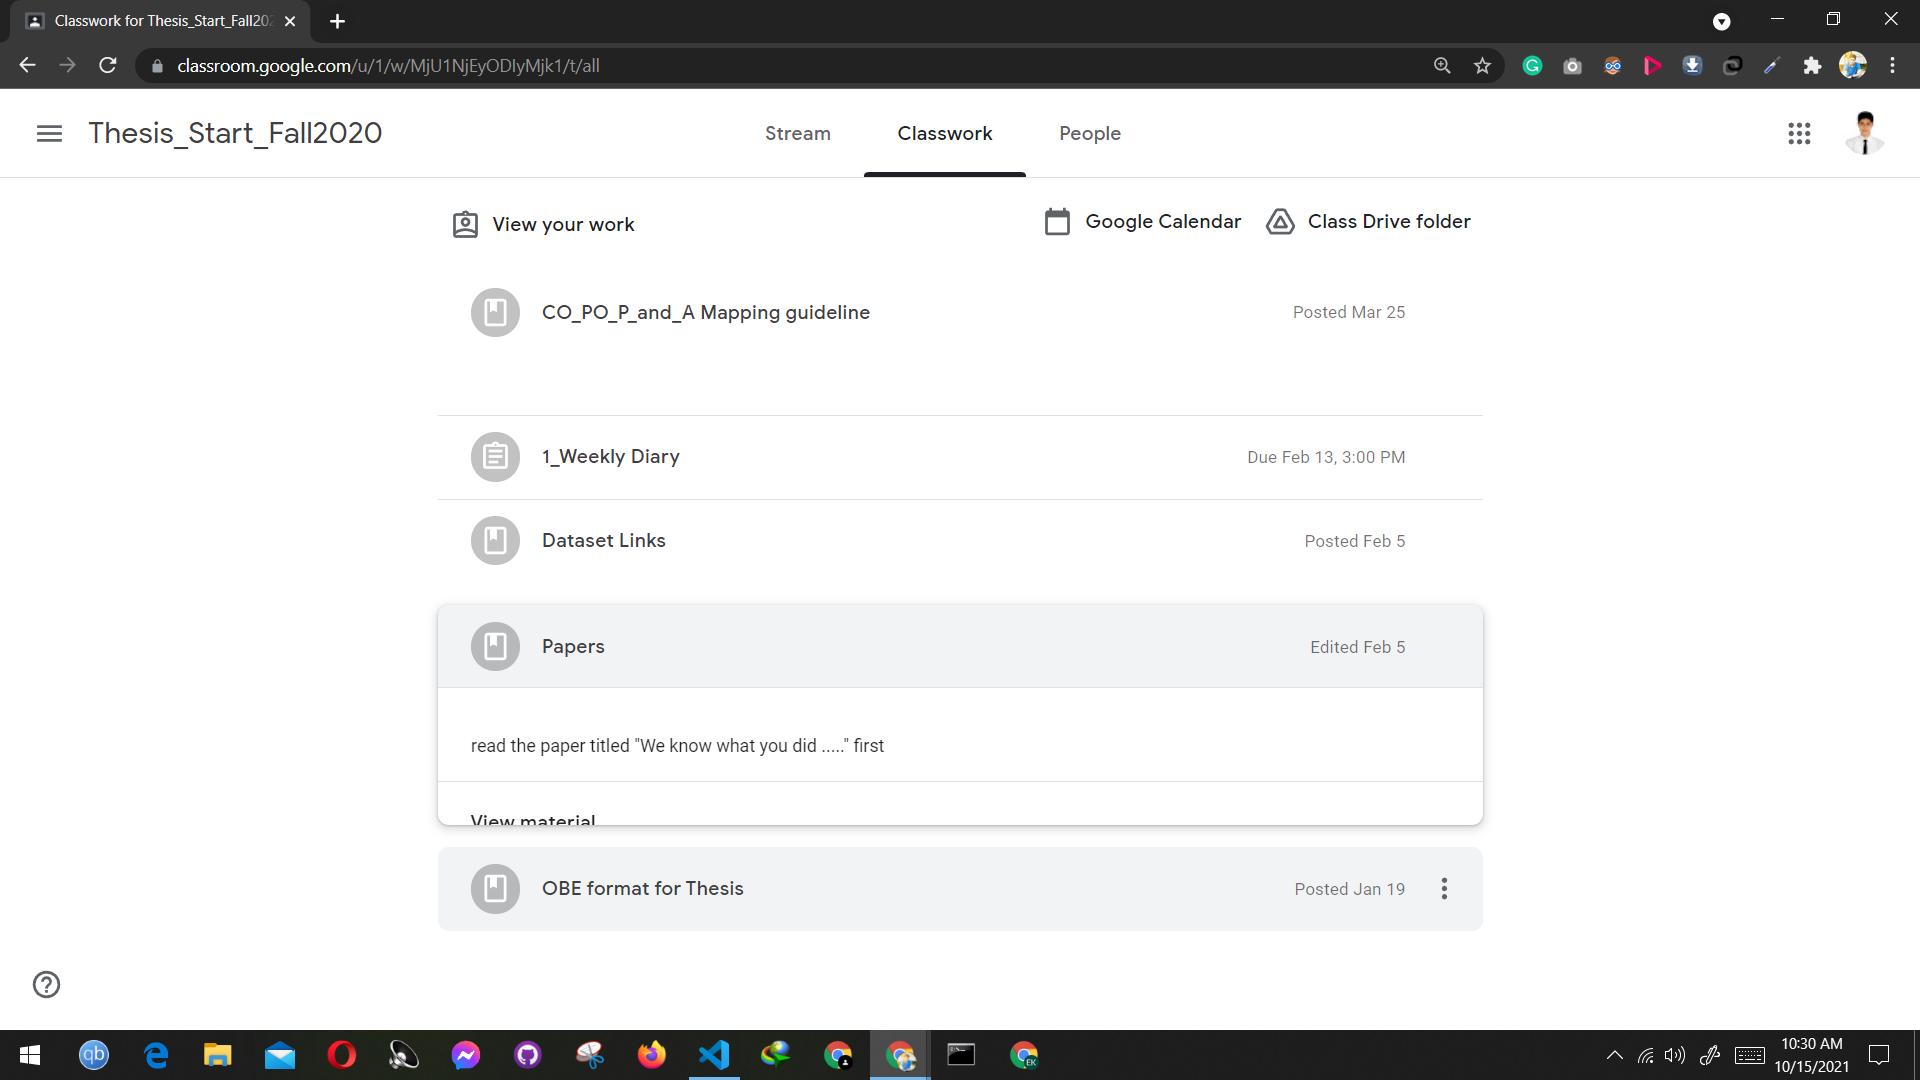 Classwork for Thesis_Start_Fall202
classroom.google.com/u/1/w/MjU1NjEyODIyMjk1/t/all
Thesis_Start_Fall2020
Stream
Classwork
People
View your work
Google Calendar
Class Drive folder
CO_PO_P_and_A Mapping guideline
Posted Mar 25
1_Weekly Diary
Due Feb 13, 3:00 PM
Dataset Links
Posted Feb 5
Papers
Edited Feb 5
read the paper titled "We know what you did ....." first
View material
OBE format for Thesis
Posted Jan 19
qb
EK
10:30 AM
10/15/2021